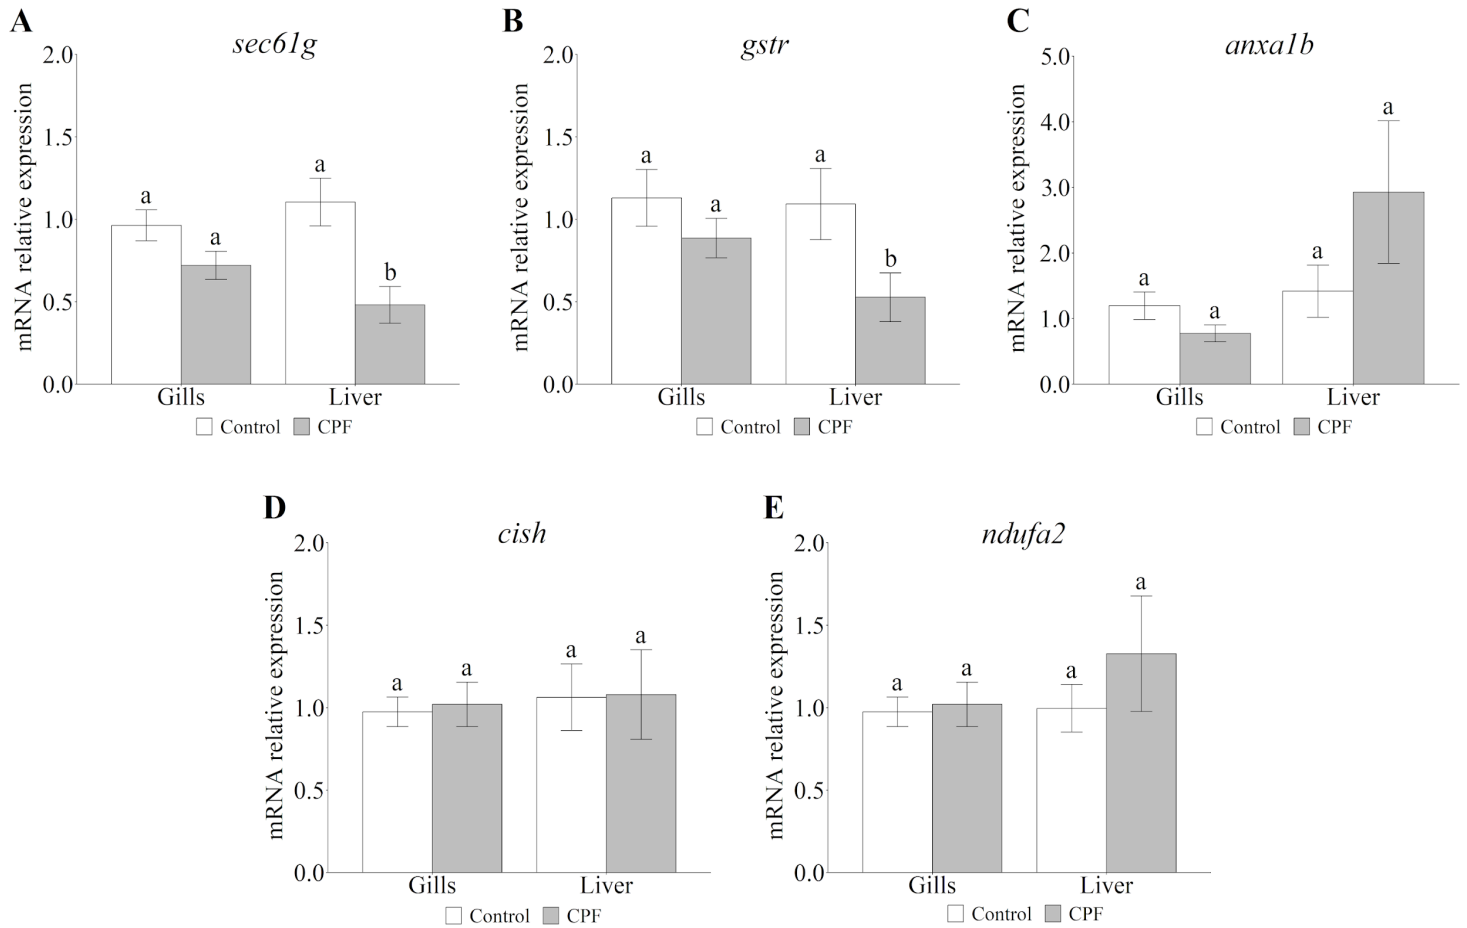 A
sec61g
mRNA relative expression
2.0
1.5
1.0
0.5
0.0
a
a
a
b
Gills
Liver
Control
CPF
B
gstr
mRNA relative expression
2.0
1.5
1.0
0.5
0.0
a
a
a
b
Gills
Liver
Control
CPF
C
anxa1b
mRNA relative expression
5.0
4.0
3.0
2.0
1.0
0.0
a
a
a
a
Gills
Liver
Control
CPF
D
cish
mRNA relative expression
2.0
1.5
1.0
0.5
0.0
a
a
a
a
Gills
Liver
Control
CPF
E
ndufa2
mRNA relative expression
2.0
1.5
1.0
0.5
0.0
a
a
a
a
Gills
Liver
Control
CPF